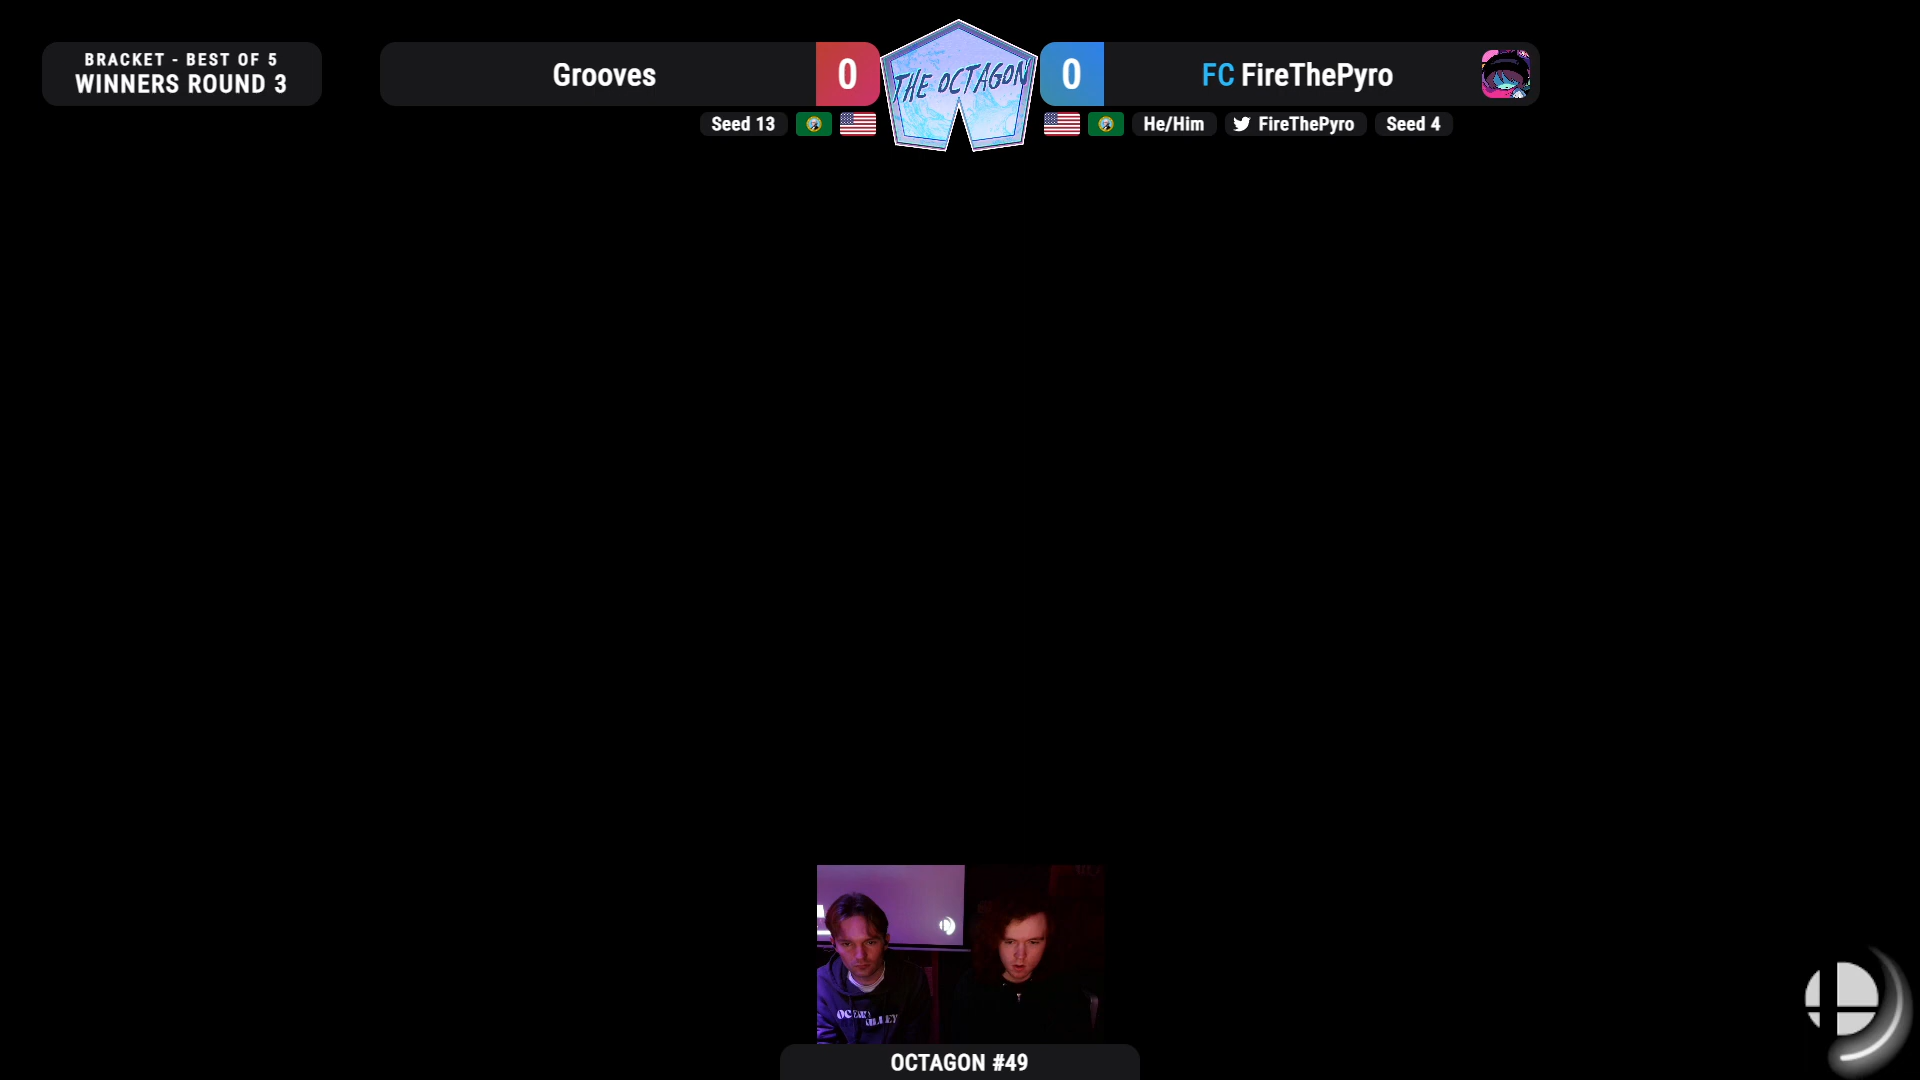 BRACKET - BEST OF 5
WINNERS ROUND 3
Grooves
0
THE OCTAGON
0
FC FireThePyro
Seed 13
He/Him
FireThePyro
Seed 4
OCTAGON #49